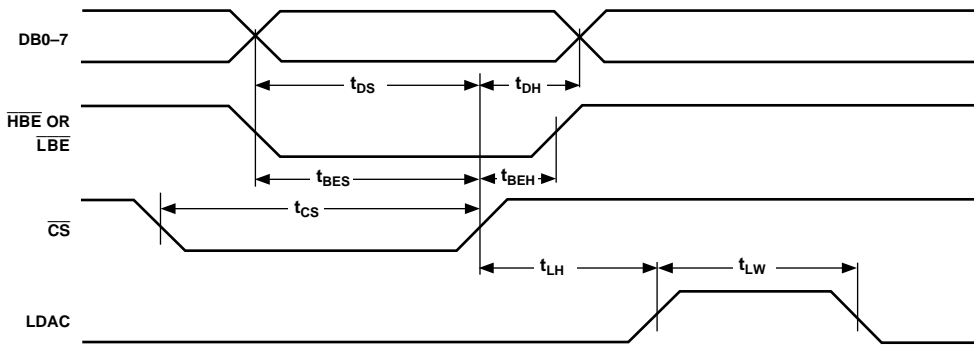 DB0–7
tDS
tDH
HBE OR
LBE
tBES
tBEH
tCS
CS
tLH
tLW
LDAC